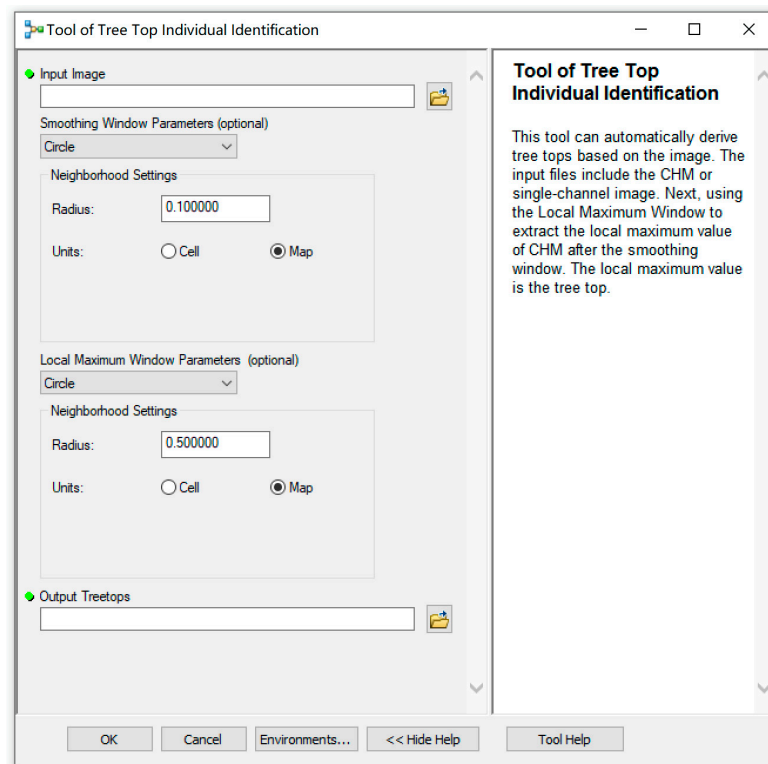 Tool of Tree Top Individual Identification
Input Image
Smoothing Window Parameters (optional)
Circle
Neighborhood Settings
Radius:
0.100000
Units:
Cell
Map
Local Maximum Window Parameters (optional)
Circle
Neighborhood Settings
Radius:
0.500000
Units:
Cell
Map
Output Treetops
Tool of Tree Top
Individual Identification
This tool can automatically derive
tree tops based on the image. The
input files include the CHM or
single-channel image. Next, using
the Local Maximum Window to
extract the local maximum value
of CHM after the smoothing
window. The local maximum value
is the tree top.
OK
Cancel
Environments...
<< Hide Help
Tool Help